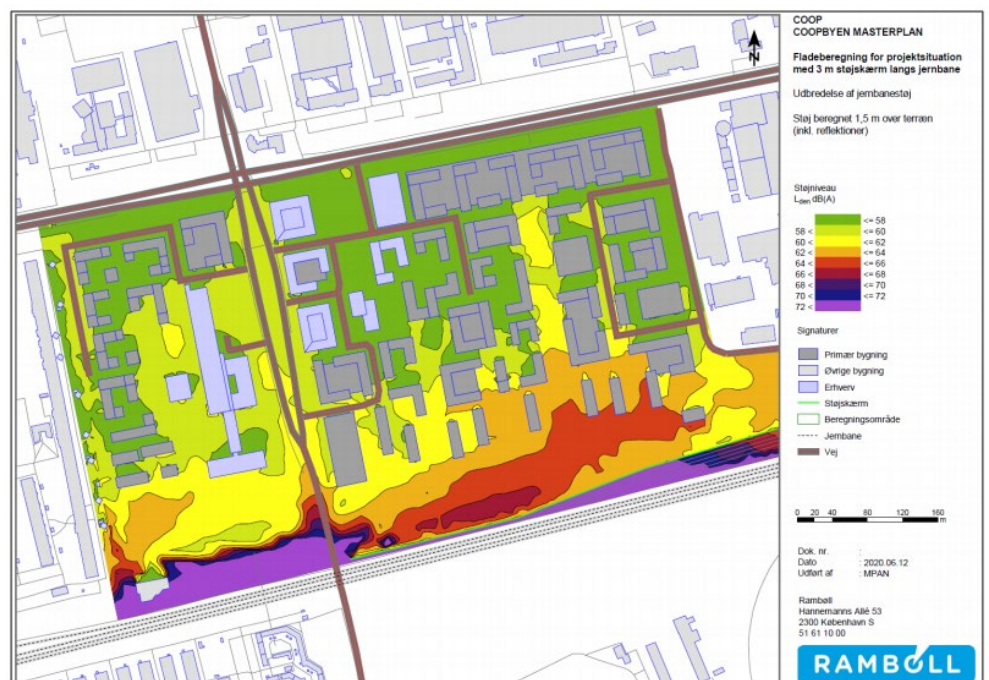 COOP
COOPBYEN MASTERPLAN
Fladeberegning for projektsituation
med 3 m støjskærm langs jernbane
Udbredelse af jernbanestøj
Støj beregnet 1,5 m over terræn
(inkl. reflektioner)
N
Støjniveau
Lden dB(A)
<= 58
58 < <= 60
60 < <= 62
62 < <= 64
64 < <= 66
66 < <= 68
68 < <= 70
70 < <= 72
72 <
Signaturer
Primær bygning
Øvrige bygning
Erhverv
Støjskærm
Beregningsområde
Jernbane
Vej
0 20 40 80 120 160
m
Dok. nr. :
Dato : 2020.06.12
Udført af : MPAN
Rambøll
Hannemanns Allé 53
2300 København S
51 61 10 00
RAMBOLL